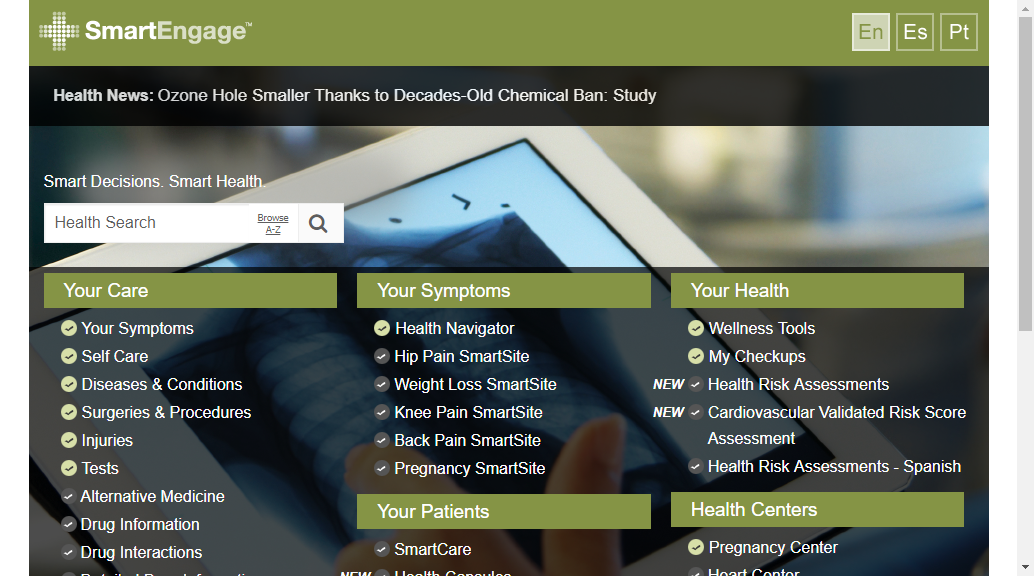 SmartEngage™
En Es Pt
Health News: Ozone Hole Smaller Thanks to Decades-Old Chemical Ban: Study
Smart Decisions. Smart Health.
Health Search
Browse
A-Z
Your Care
Your Symptoms
Self Care
Diseases & Conditions
Surgeries & Procedures
Injuries
Tests
Alternative Medicine
Drug Information
Drug Interactions
Your Symptoms
Health Navigator
Hip Pain SmartSite
Weight Loss SmartSite
Knee Pain SmartSite
Back Pain SmartSite
Pregnancy SmartSite
Your Patients
SmartCare
NEW Health Capsules
Your Health
Wellness Tools
My Checkups
NEW Health Risk Assessments
NEW Cardiovascular Validated Risk Score
Assessment
Health Risk Assessments - Spanish
Health Centers
Pregnancy Center
Heart Center